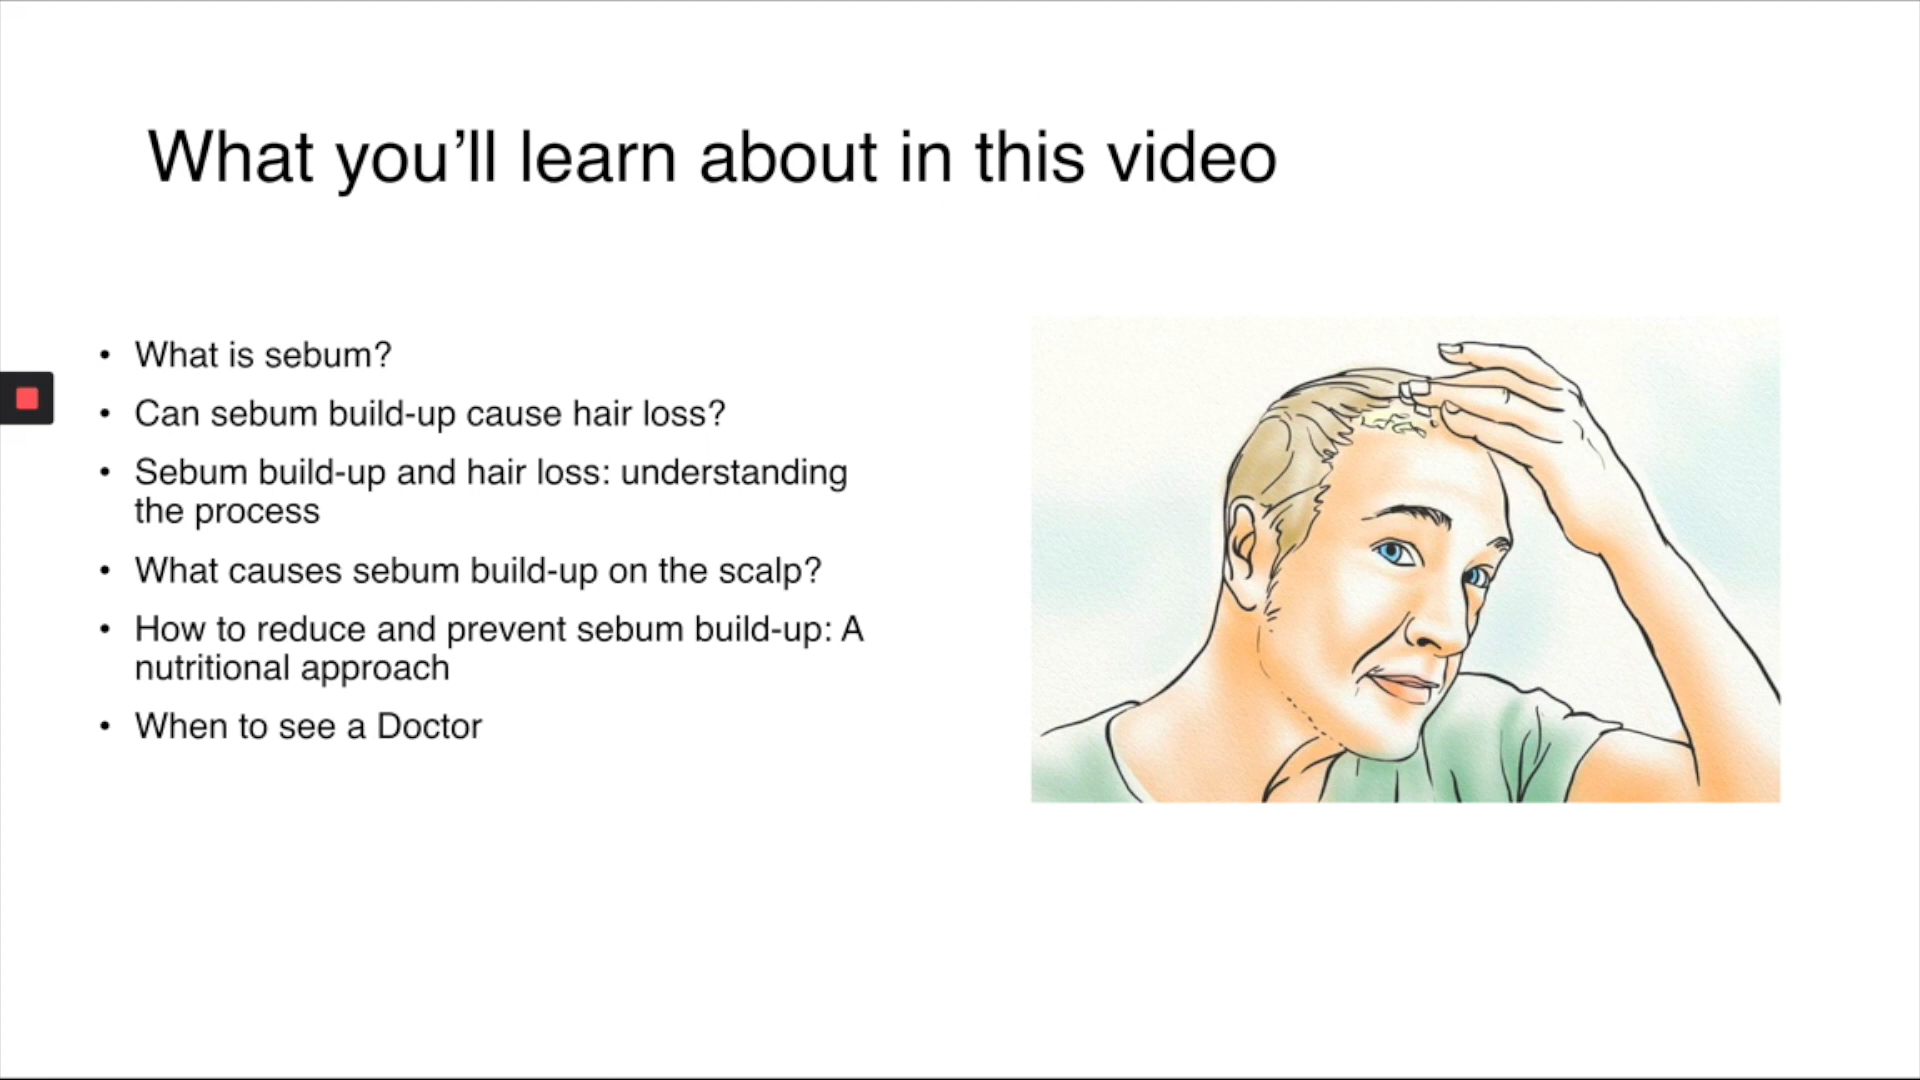 What you’ll learn about in this video
• What is sebum?
• Can sebum build-up cause hair loss?
• Sebum build-up and hair loss: understanding
the process
• What causes sebum build-up on the scalp?
• How to reduce and prevent sebum build-up: A
nutritional approach
• When to see a Doctor